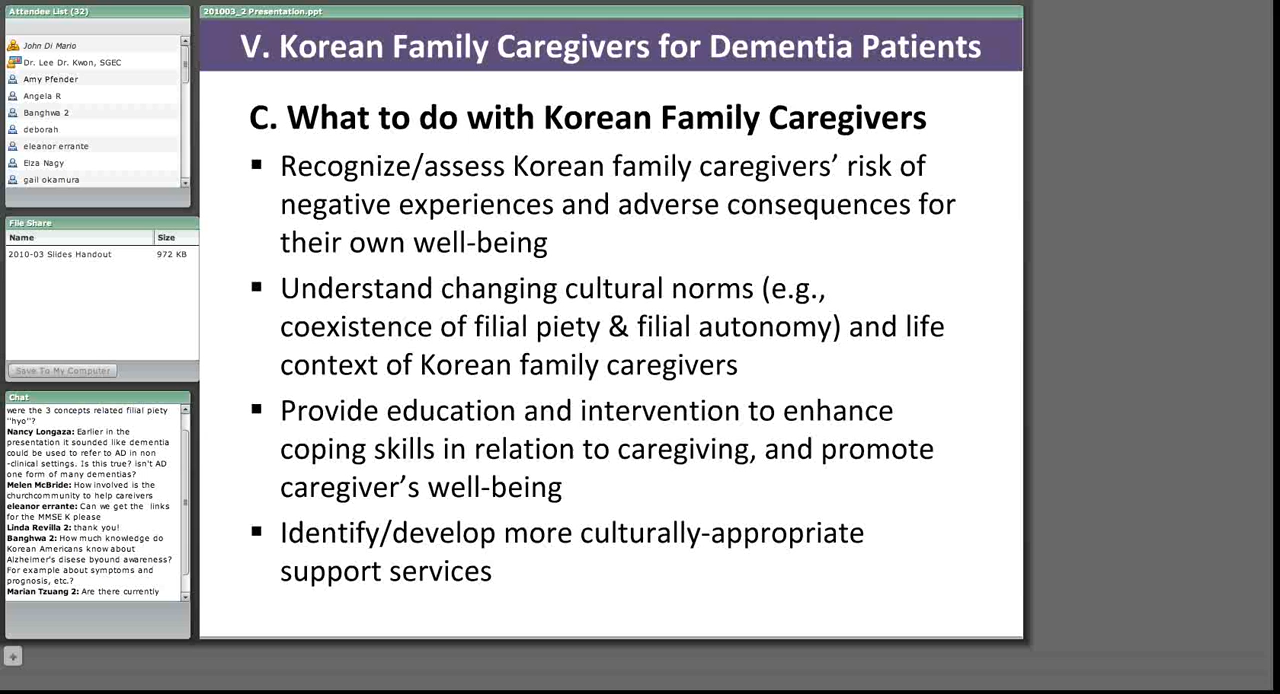 Attendee List (32)
John Di Mario
Dr. Lee Dr. Kwon, SGEC
Amy Pfender
Angela R
Banghwa 2
deborah
eleanor errante
Elza Nagy
gail okamura
File Share
Name Size
2010-03 Slides Handout 972 KB
Save To My Computer
Chat
were the 3 concepts related filial piety
"hyo"?
Nancy Longaza: Earlier in the
presentation it sounded like dementia
could be used to refer to AD in non
-clinical settings. Is this true? isn't AD
one form of many dementias?
Melen McBride: How involved is the
churchcommunity to help careivers
eleanor errante: Can we get the links
for the MMSE K please
Linda Revilla 2: thank you!
Banghwa 2: How much knowledge do
Korean Americans know about
Alzheimer's disese byound awareness?
For example about symptoms and
prognosis, etc.?
Marian Tzuang 2: Are there currently
201003_2 Presentation.ppt
V. Korean Family Caregivers for Dementia Patients
C. What to do with Korean Family Caregivers
▪ Recognize/assess Korean family caregivers' risk of
negative experiences and adverse consequences for
their own well-being
▪ Understand changing cultural norms (e.g.,
coexistence of filial piety & filial autonomy) and life
context of Korean family caregivers
▪ Provide education and intervention to enhance
coping skills in relation to caregiving, and promote
caregiver's well-being
▪ Identify/develop more culturally-appropriate
support services